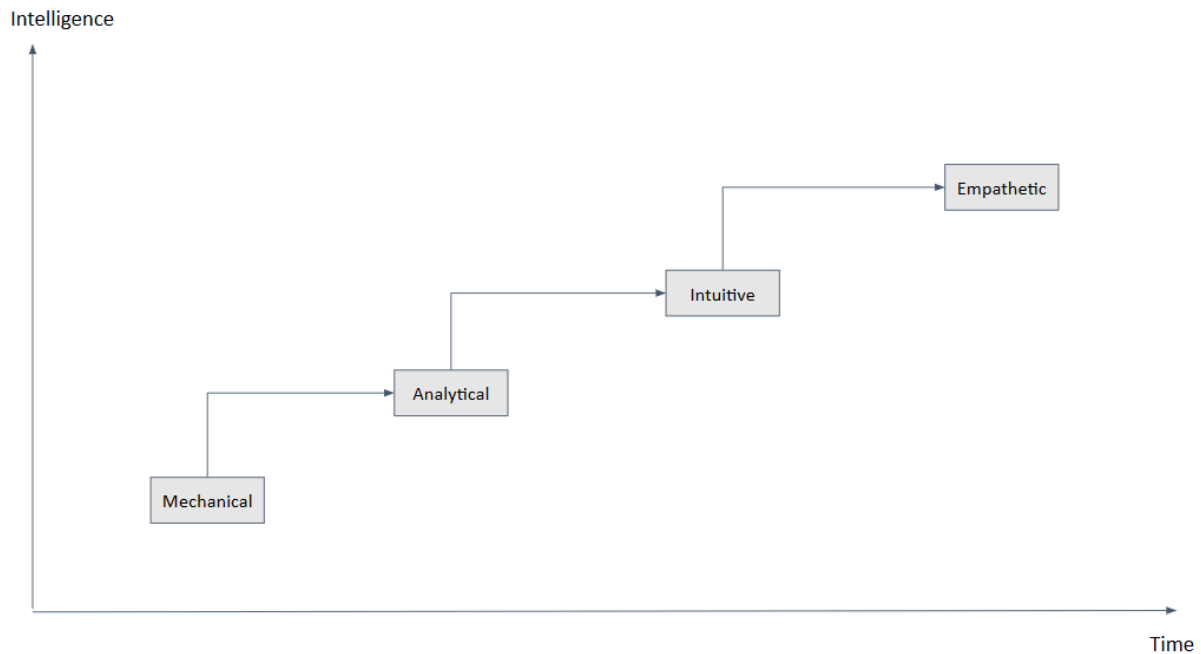 Intelligence
Empathetic
Intuitive
Analytical
Mechanical
Time